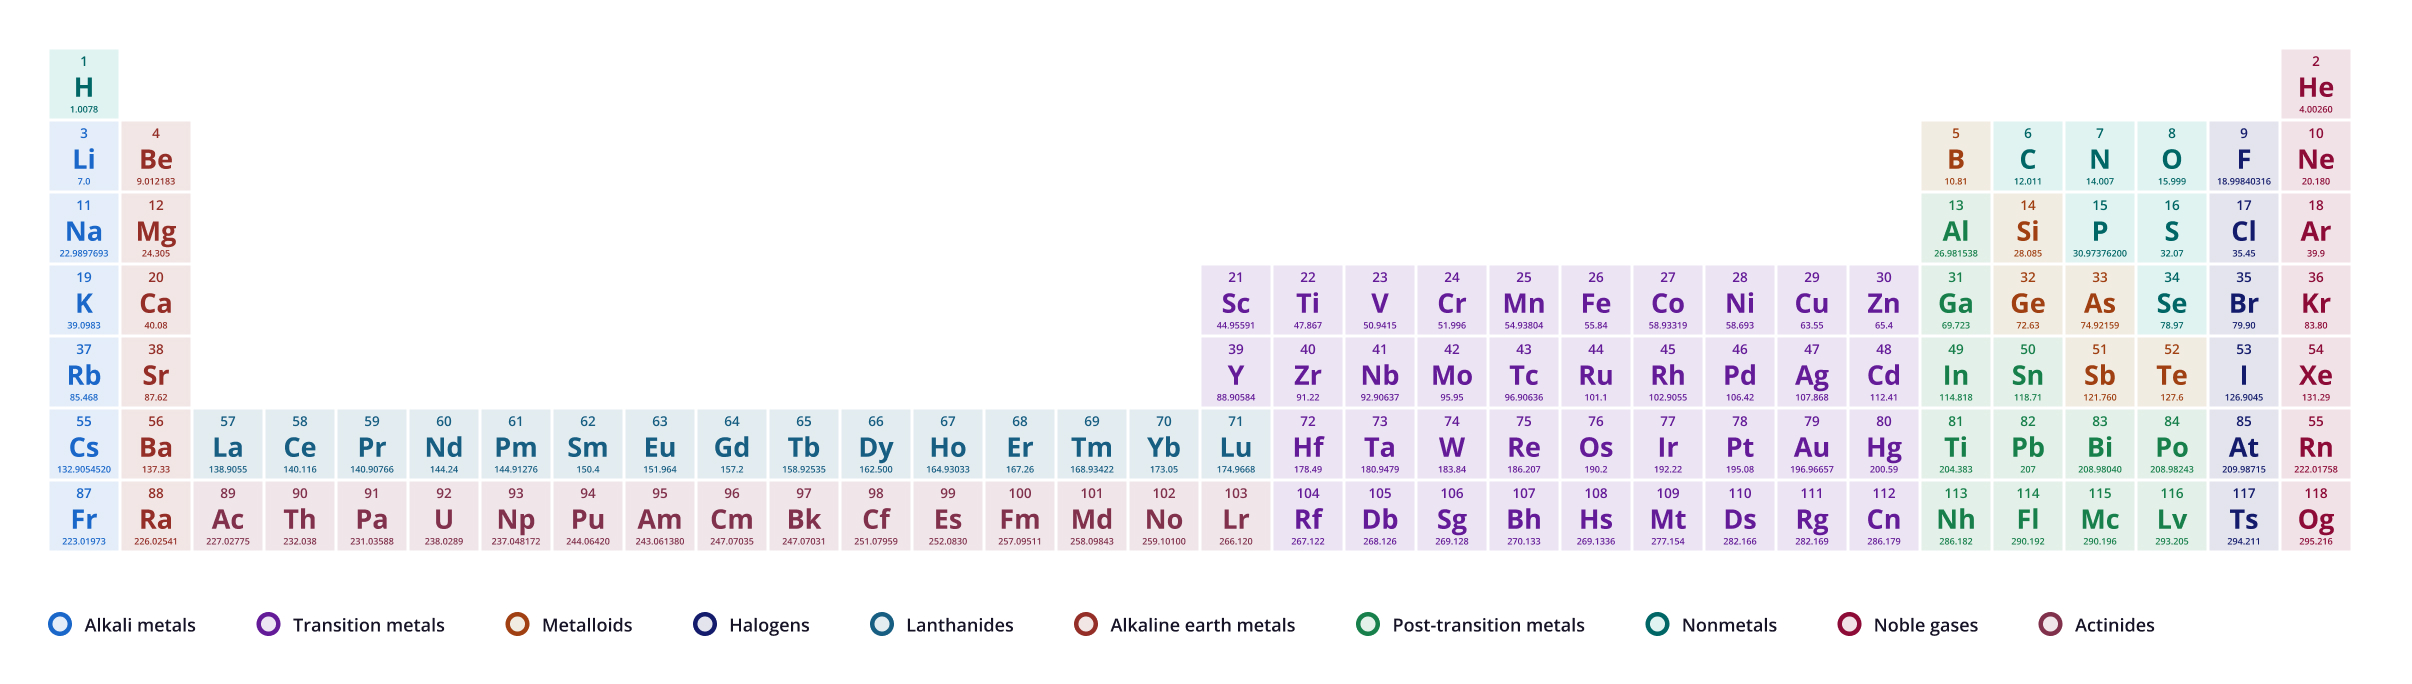 1 2
H He
1.0078 4.00260
3 4 5 6 7 8 9 10
Li Be B C N O F Ne
7.0 9.012183 10.81 12.011 14.007 15.999 18.99840316 20.180
11 12 13 14 15 16 17 18
Na Mg Al Si P S Cl Ar
22.9897693 24.305 26.981538 28.085 30.97376200 32.07 35.45 39.9
19 20 21 22 23 24 25 26 27 28 29 30 31 32 33 34 35 36
K Ca Sc Ti V Cr Mn Fe Co Ni Cu Zn Ga Ge As Se Br Kr
39.0983 40.08 44.95591 47.867 50.9415 51.996 54.93804 55.84 58.93319 58.693 63.55 65.4 69.723 72.63 74.92159 78.97 79.90 83.80
37 38 39 40 41 42 43 44 45 46 47 48 49 50 51 52 53 54
Rb Sr Y Zr Nb Mo Tc Ru Rh Pd Ag Cd In Sn Sb Te I Xe
85.468 87.62 88.90584 91.22 92.90637 95.95 96.90636 101.1 102.9055 106.42 107.868 112.41 114.818 118.71 121.760 127.6 126.9045 131.29
55 56 57 58 59 60 61 62 63 64 65 66 67 68 69 70 71 72 73 74 75 76 77 78 79 80 81 82 83 84 85 55
Cs Ba La Ce Pr Nd Pm Sm Eu Gd Tb Dy Ho Er Tm Yb Lu Hf Ta W Re Os Ir Pt Au Hg Ti Pb Bi Po At Rn
132.9054520 137.33 138.9055 140.116 140.90766 144.24 144.91276 150.4 151.964 157.2 158.92535 162.500 164.93033 167.26 168.93422 173.05 174.9668 178.49 180.9479 183.84 186.207 190.2 192.22 195.08 196.96657 200.59 204.383 207 208.98040 208.98243 209.98715 222.01758
87 88 89 90 91 92 93 94 95 96 97 98 99 100 101 102 103 104 105 106 107 108 109 110 111 112 113 114 115 116 117 118
Fr Ra Ac Th Pa U Np Pu Am Cm Bk Cf Es Fm Md No Lr Rf Db Sg Bh Hs Mt Ds Rg Cn Nh Fl Mc Lv Ts Og
223.01973 226.02541 227.02775 232.038 231.03588 238.0289 237.048172 244.06420 243.061380 247.07035 247.07031 251.07959 252.0830 257.09511 258.09843 259.10100 266.120 267.122 268.126 269.128 270.133 269.1336 277.154 282.166 282.169 286.179 286.182 290.192 290.196 293.205 294.211 295.216
Alkali metals Transition metals Metalloids Halogens Lanthanides Alkaline earth metals Post-transition metals Nonmetals Noble gases Actinides